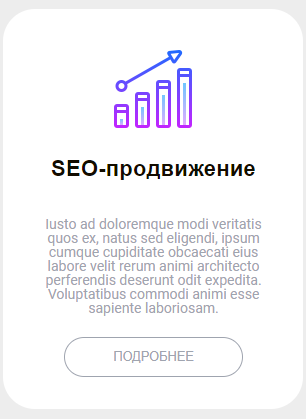 SEO-продвижение
Iusto ad doloremque modi veritatis
quos ex, natus sed eligendi, ipsum
cumque cupiditate obcaecati eius
labore velit rerum animi architecto
perferendis deserunt odit expedita.
Voluptatibus commodi animi esse
sapiente laboriosam.
ПОДРОБНЕЕ